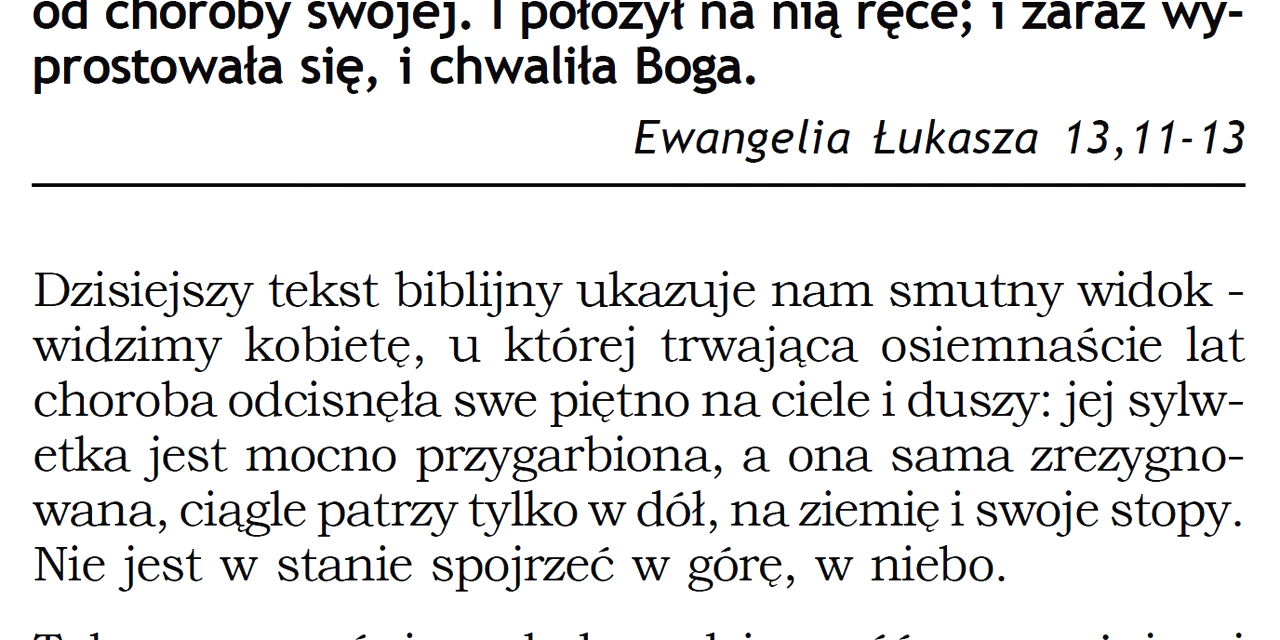 od choroby swojej. I położył na nią ręce; i zaraz wy-
prostowała się, i chwaliła Boga.
Ewangelia Łukasza 13,11-13
Dzisiejszy tekst biblijny ukazuje nam smutny widok -
widzimy kobietę, u której trwająca osiemnaście lat
choroba odcisnęła swe piętno na ciele i duszy: jej sylw-
etka jest mocno przygarbiona, a ona sama zrezygno-
wana, ciągle patrzy tylko w dół, na ziemię i swoje stopy.
Nie jest w stanie spojrzeć w górę, w niebo.